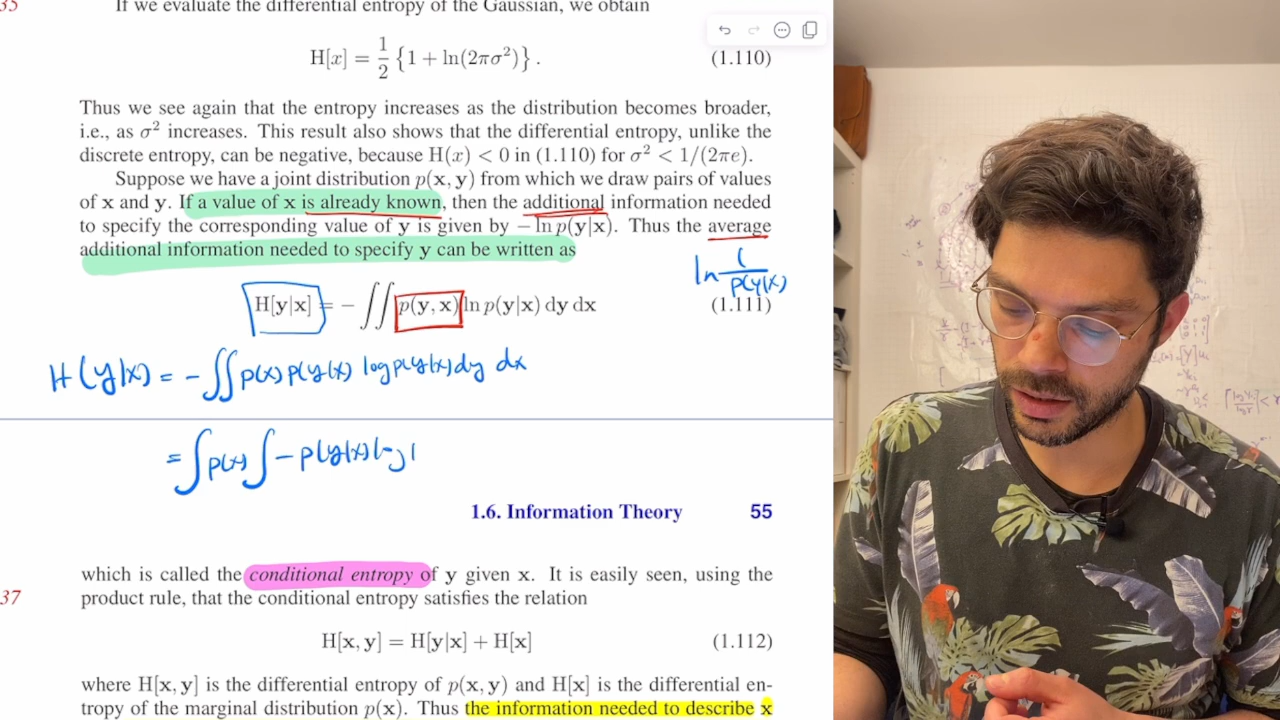 35
If we evaluate the differential entropy of the Gaussian, we obtain
H[x] = 1/2 {1 + ln(2πσ²)} . (1.110)
Thus we see again that the entropy increases as the distribution becomes broader,
i.e., as σ² increases. This result also shows that the differential entropy, unlike the
discrete entropy, can be negative, because H(x) < 0 in (1.110) for σ² < 1/(2πe).
Suppose we have a joint distribution p(x, y) from which we draw pairs of values
of x and y. If a value of x is already known, then the additional information needed
to specify the corresponding value of y is given by − ln p(y|x). Thus the average
additional information needed to specify y can be written as
ln 1/p(y|x)
H[y|x] = − ∬ p(y, x) ln p(y|x) dy dx (1.111)
H(y|x) = − ∬ p(x) p(y|x) log p(y|x) dy dx
= ∫ p(x) ∫ − p(y|x) log
1.6. Information Theory 55
which is called the conditional entropy of y given x. It is easily seen, using the
37
product rule, that the conditional entropy satisfies the relation
H[x, y] = H[y|x] + H[x] (1.112)
where H[x, y] is the differential entropy of p(x, y) and H[x] is the differential en-
tropy of the marginal distribution p(x). Thus the information needed to describe x